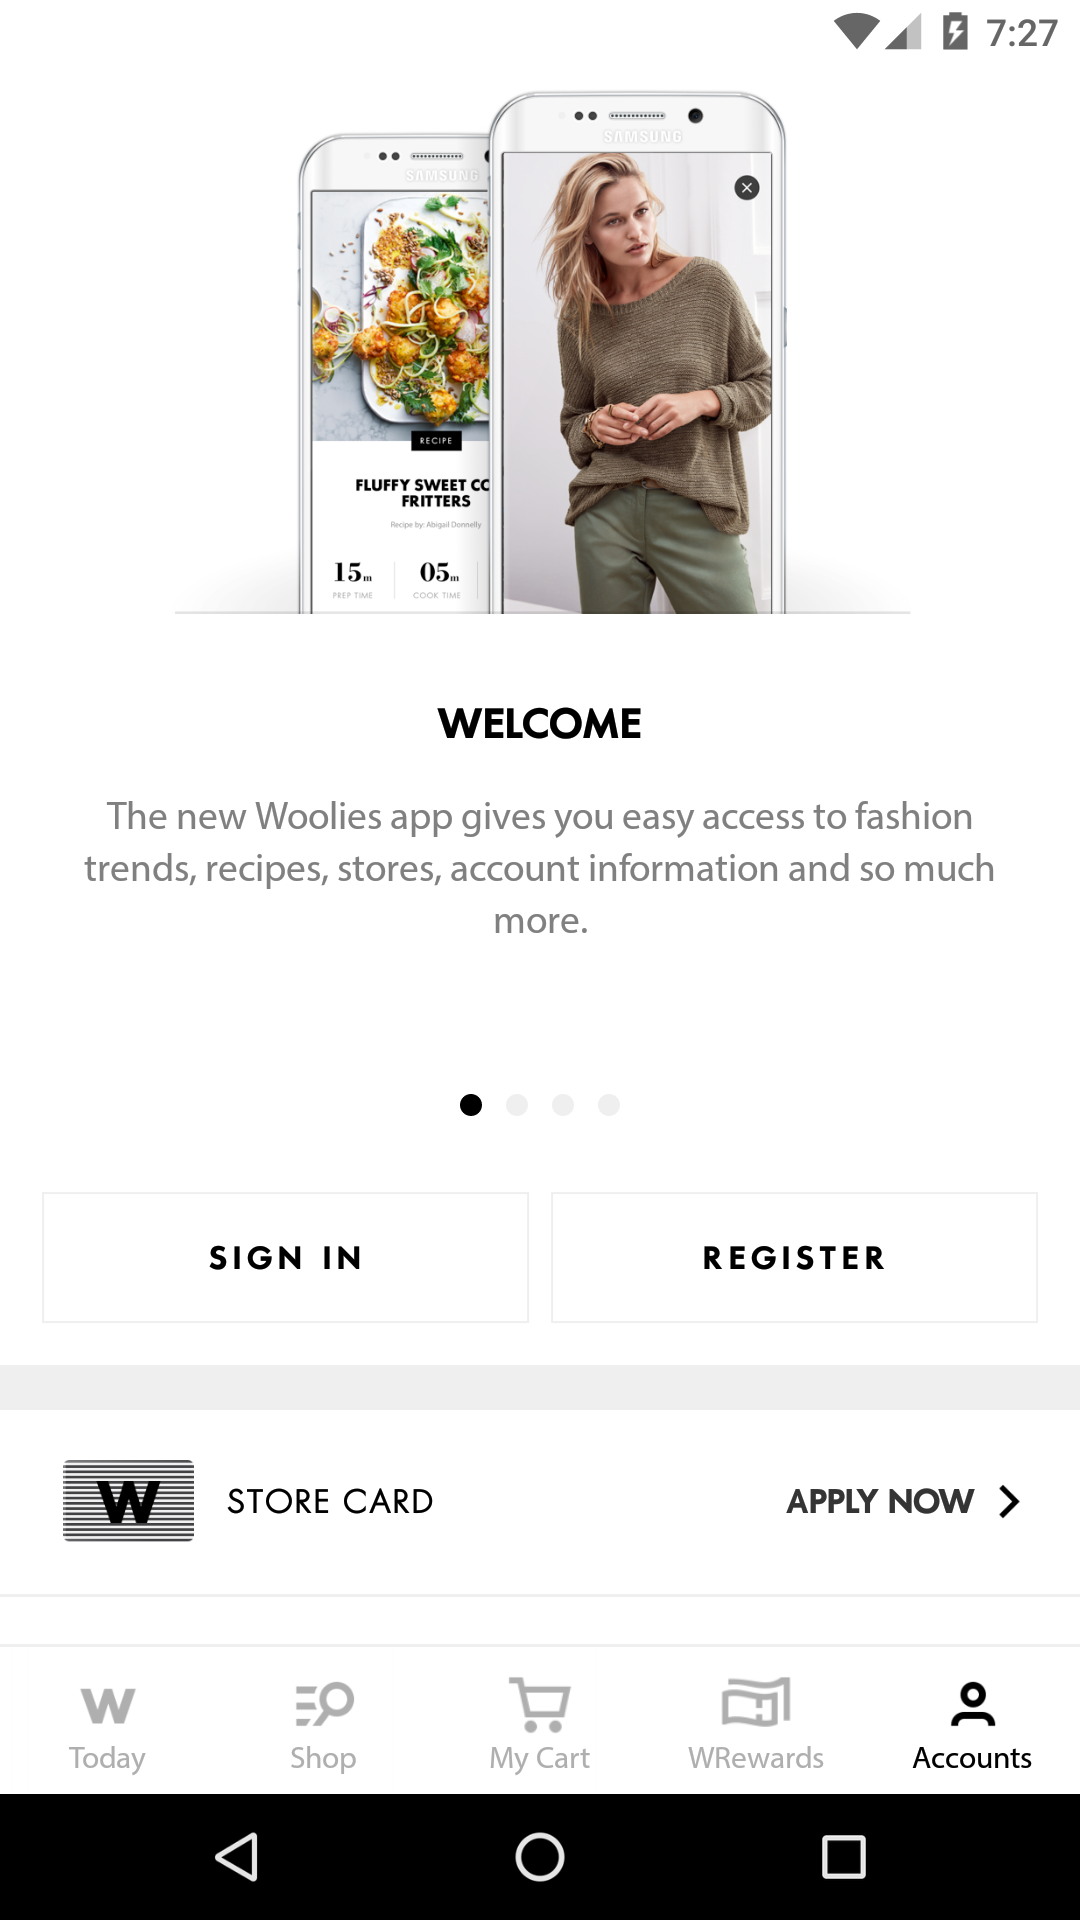 7:27
SAMSUNG
SAMSUNG
RECIPE
FLUFFY SWEET CO
FRITTERS
Recipe by: Abigail Donnelly
15m
05m
PREP TIME
COOK TIME
WELCOME
The new Woolies app gives you easy access to fashion
trends, recipes, stores, account information and so much
more.
SIGN IN
REGISTER
W
STORE CARD
APPLY NOW
W
Today
Shop
My Cart
WRewards
Accounts